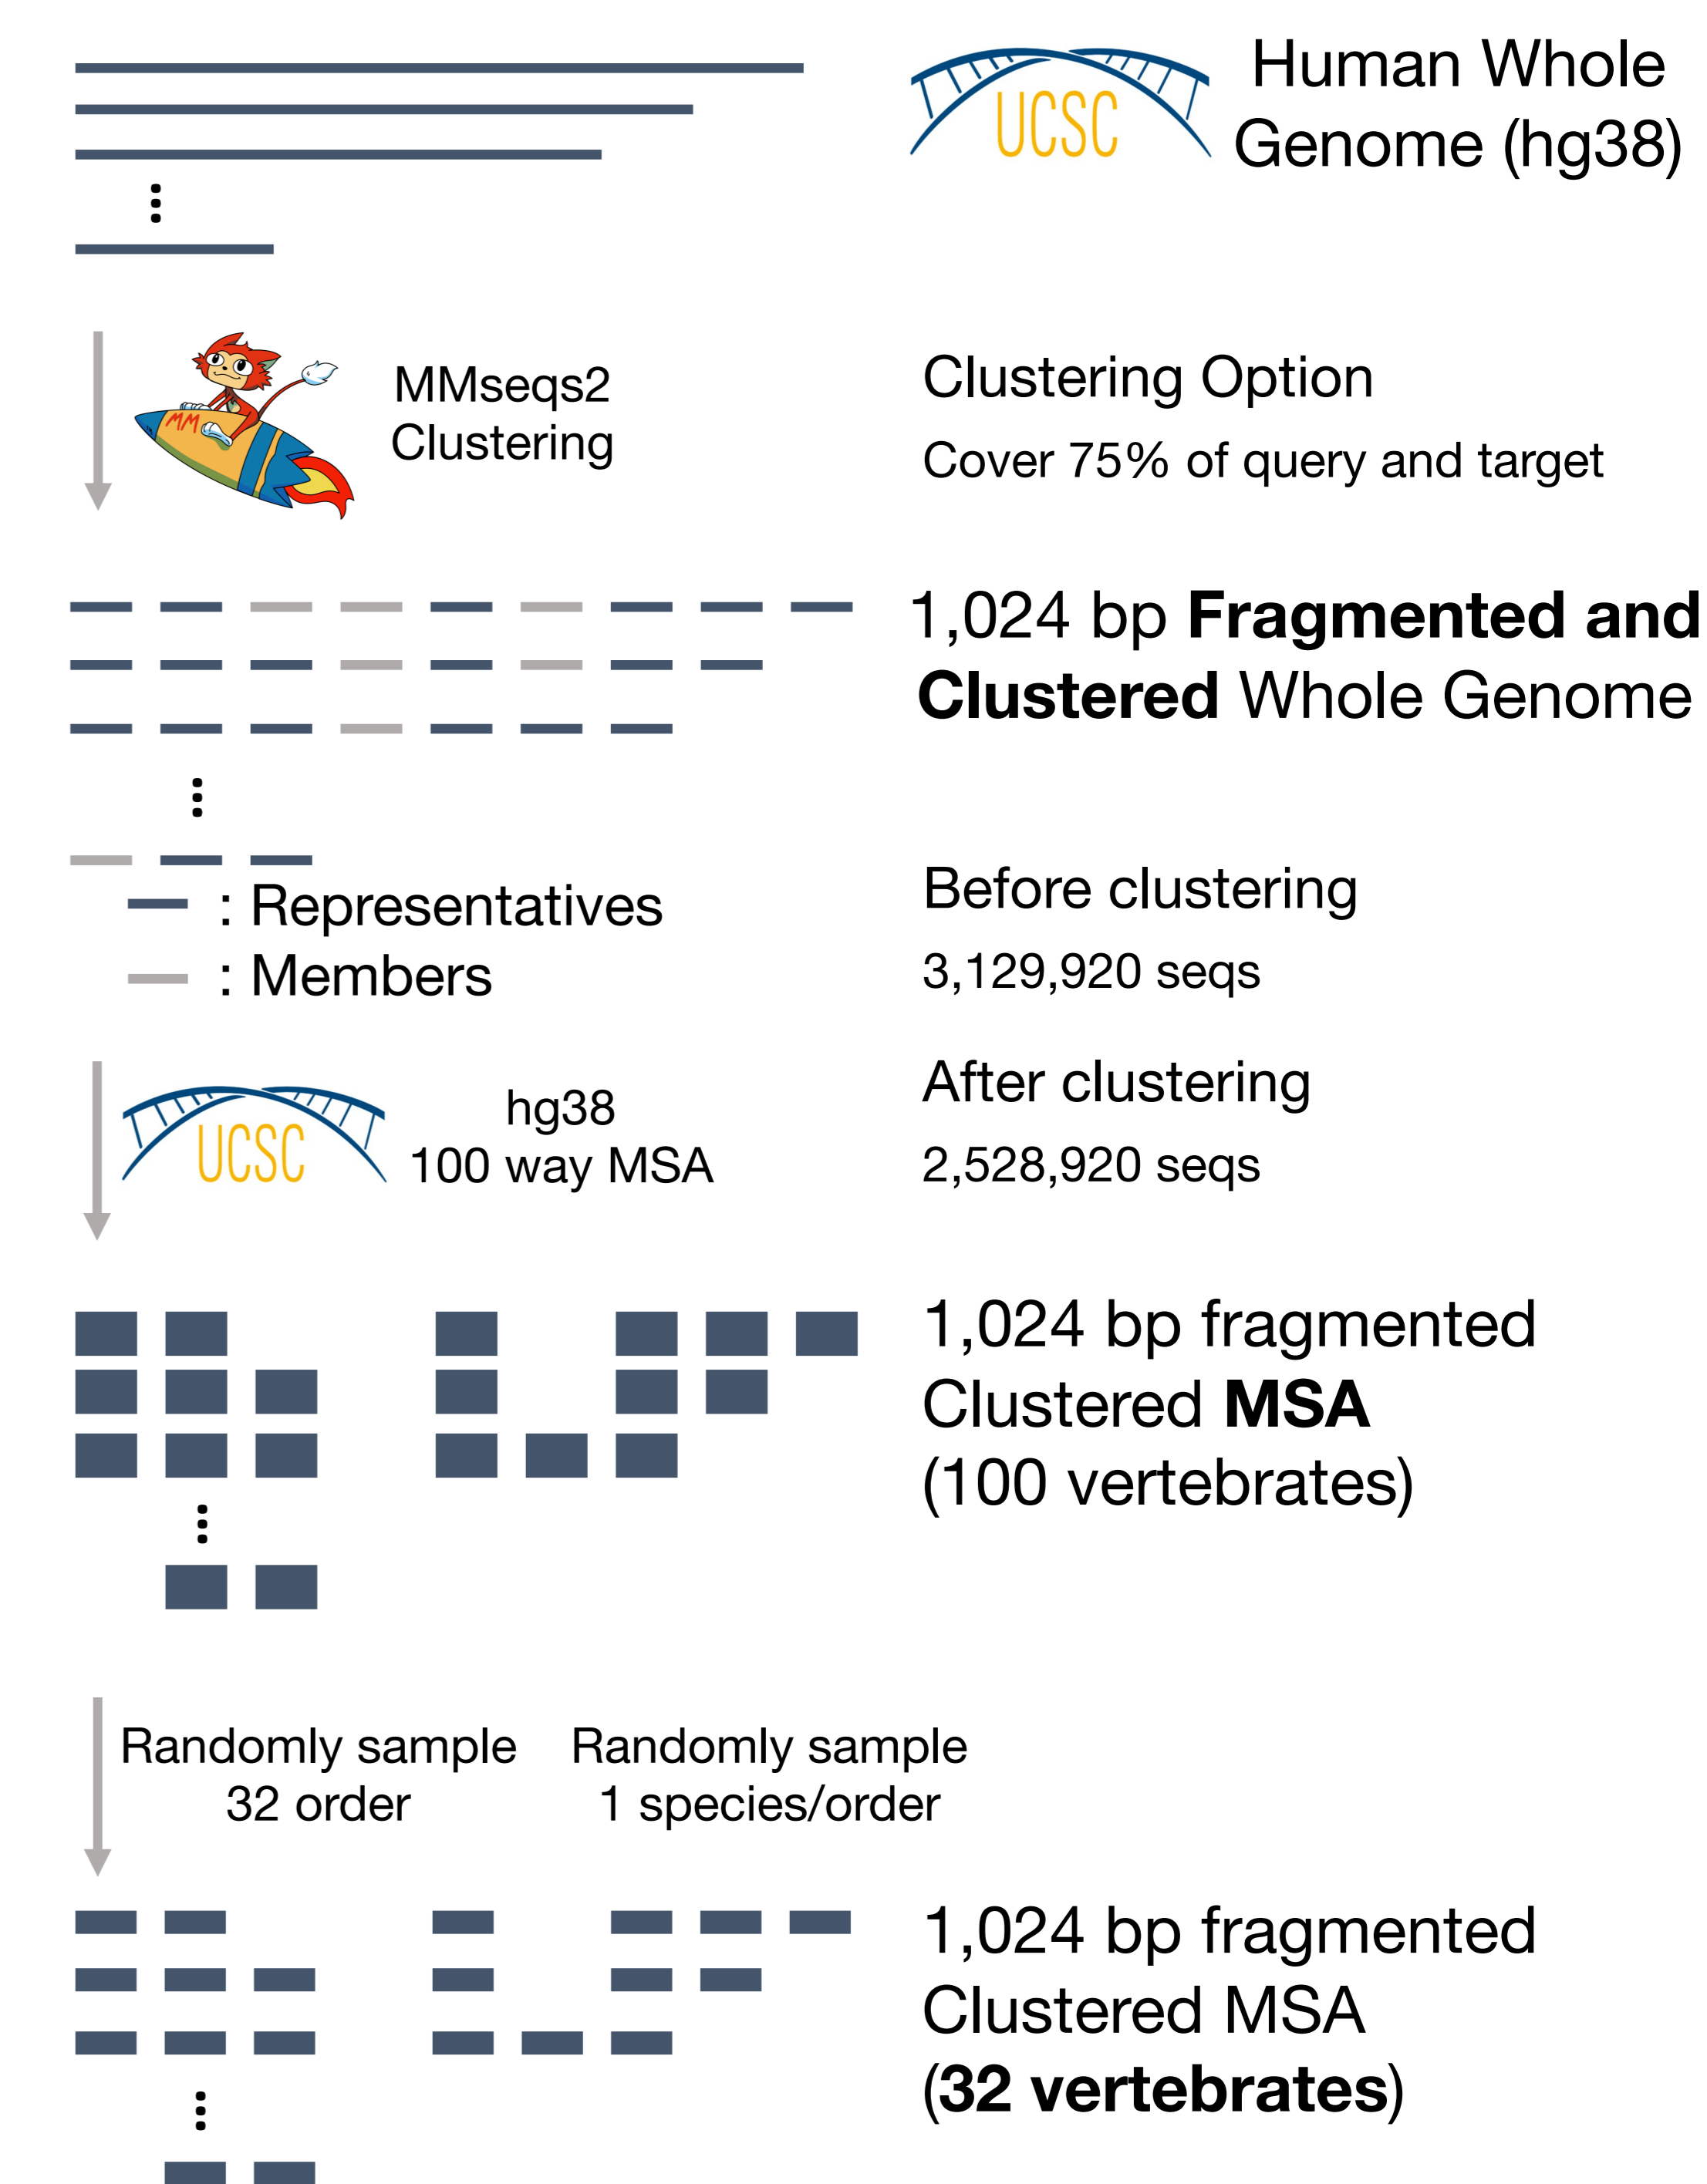 UCSC
Human Whole
Genome (hg38)
MM
MMseqs2
Clustering
Clustering Option
Cover 75% of query and target
1,024 bp Fragmented and
Clustered Whole Genome
: Representatives
: Members
Before clustering
3,129,920 seqs
After clustering
2,528,920 seqs
UCSC
hg38
100 way MSA
1,024 bp fragmented
Clustered MSA
(100 vertebrates)
Randomly sample
32 order
Randomly sample
1 species/order
1,024 bp fragmented
Clustered MSA
(32 vertebrates)